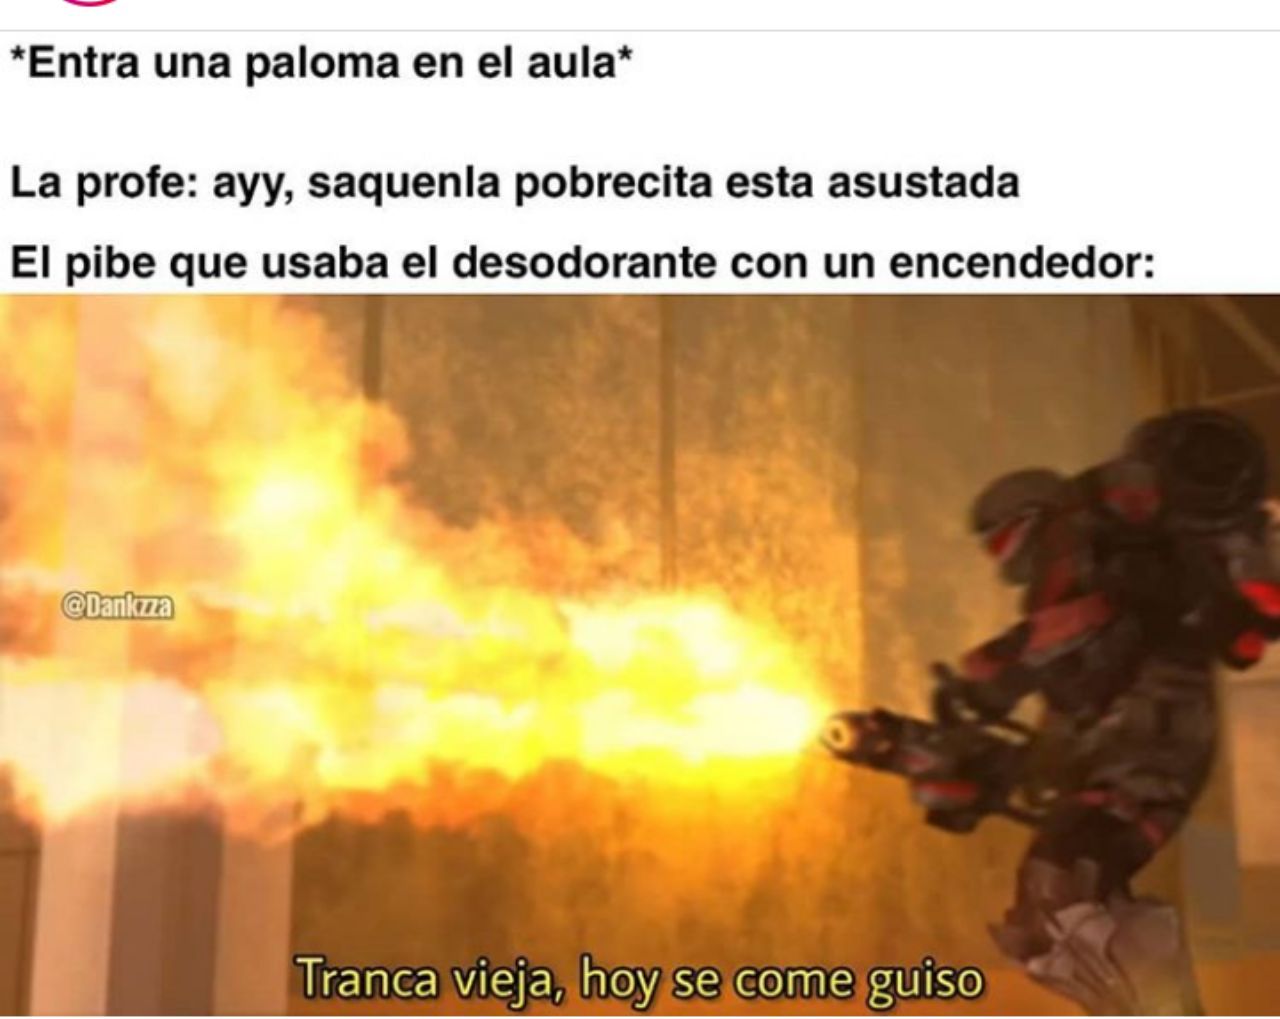 *Entra una paloma en el aula*
La profe: ayy, saquenla pobrecita esta asustada
El pibe que usaba el desodorante con un encendedor:
@Dankzza
Tranca vieja, hoy se come guiso